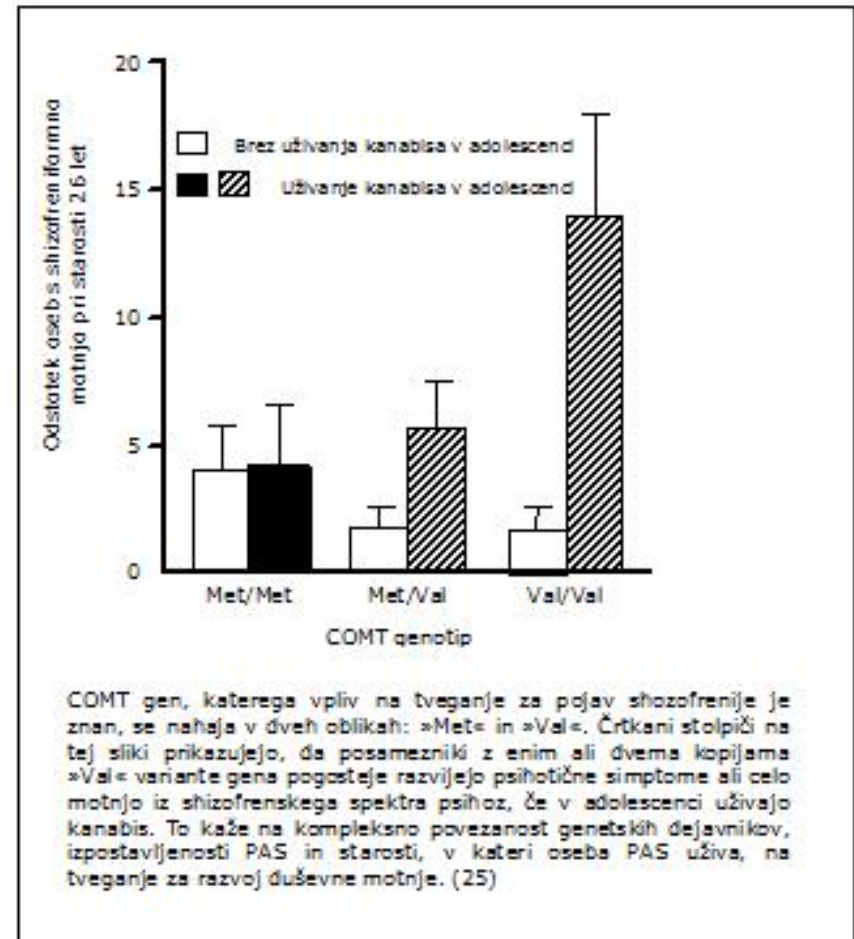 20
Brez uživanja kanabisa v adolescenci
Uživanje kanabisa v adolescenci
15
10
5
0
Odstotek oseb s shizofreniformno
motnjo pri starosti 26 let
Met/Met
Met/Val
Val/Val
COMT genotip
COMT gen, katerega vpliv na tveganje za pojav shozofrenije je
znan, se nahaja v dveh oblikah: »Met« in »Val«. Črtkani stolpiči na
tej sliki prikazujejo, da posamezniki z enim ali dvema kopijama
»Val« variante gena pogosteje razvijejo psihotične simptome ali celo
motnjo iz shizofrenskega spektra psihoz, če v adolescenci uživajo
kanabis. To kaže na kompleksno povezanost genetskih dejavnikov,
izpostavljenosti PAS in starosti, v kateri oseba PAS uživa, na
tveganje za razvoj duševne motnje. (25)